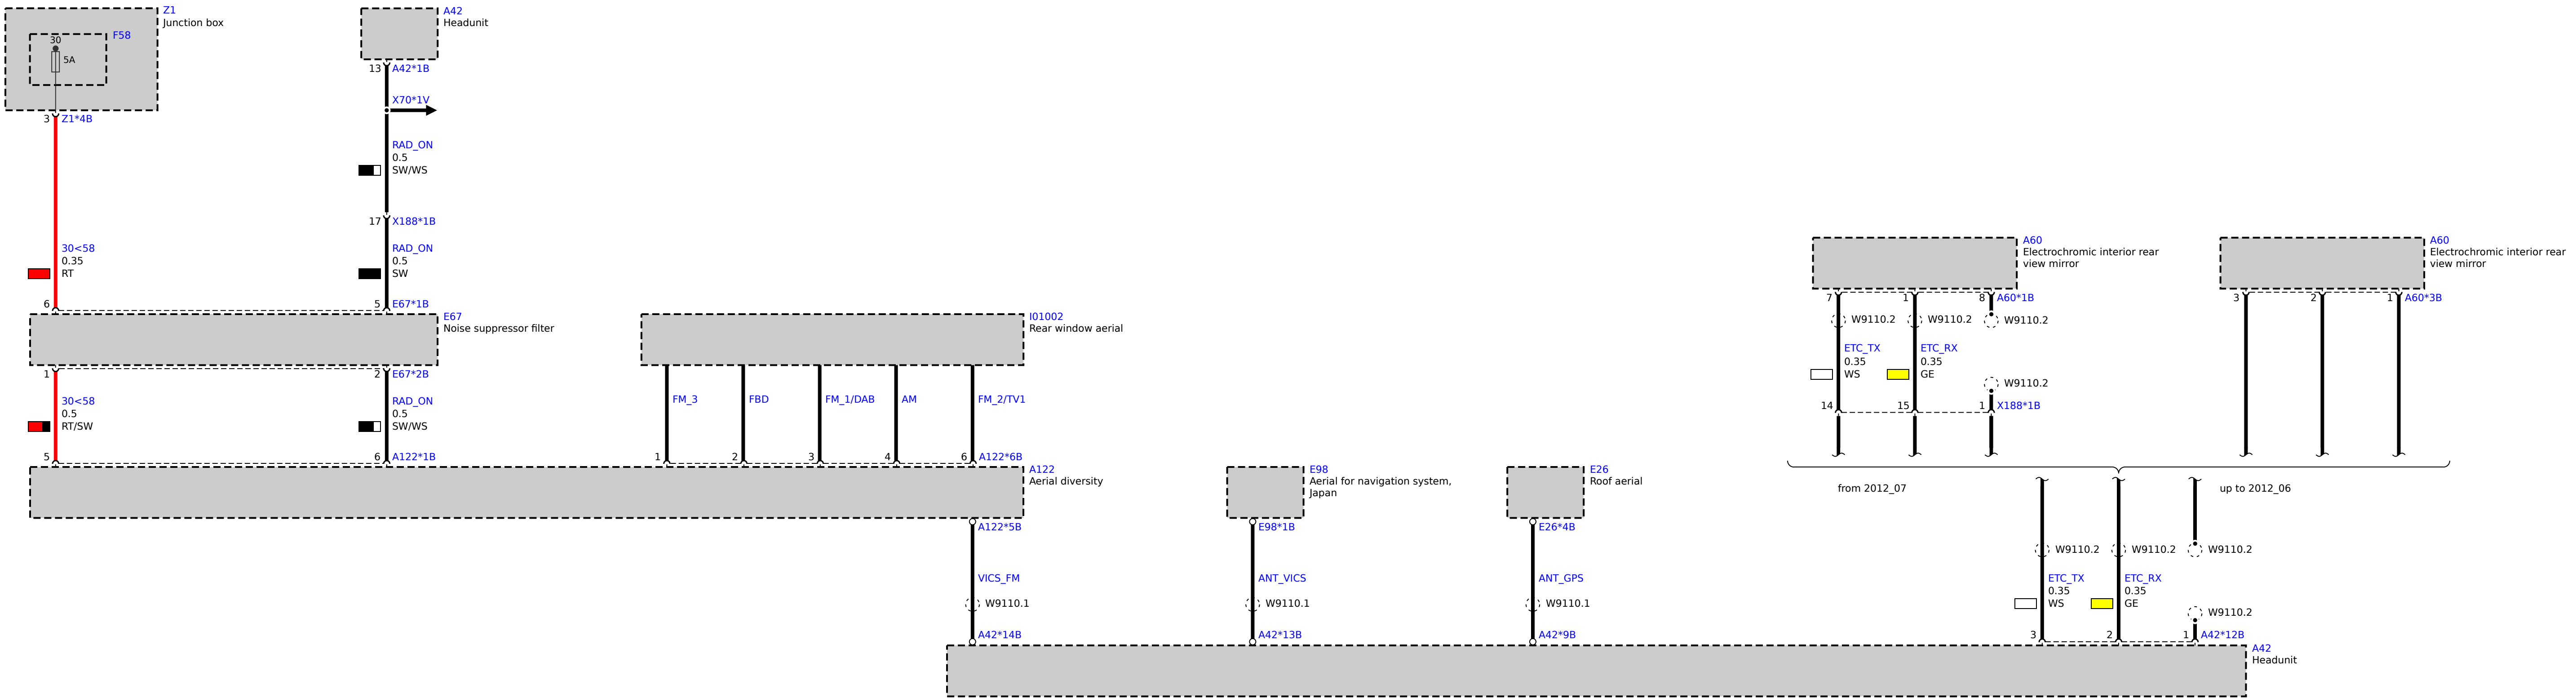 Z1
Junction box
30
F58
5A
3 Z1*4B
A42
Headunit
13 A42*1B
X70*1V
RAD_ON
0.5
SW/WS
17 X188*1B
30<58
0.35
RT
RAD_ON
0.5
SW
6
5 E67*1B
E67
Noise suppressor filter
1
2 E67*2B
30<58
0.5
RT/SW
RAD_ON
0.5
SW/WS
5
6 A122*1B
I01002
Rear window aerial
FM_3
FBD
FM_1/DAB
AM
FM_2/TV1
1
2
3
4
6 A122*6B
A122
Aerial diversity
A122*5B
VICS_FM
W9110.1
A42*14B
E98
Aerial for navigation system,
Japan
E98*1B
ANT_VICS
W9110.1
A42*13B
E26
Roof aerial
E26*4B
ANT_GPS
W9110.1
A42*9B
A60
Electrochromic interior rear
view mirror
7
1
8 A60*1B
W9110.2
W9110.2
W9110.2
ETC_TX
0.35
WS
ETC_RX
0.35
GE
W9110.2
14
15
1 X188*1B
A60
Electrochromic interior rear
view mirror
3
2
1 A60*3B
from 2012_07
up to 2012_06
W9110.2
W9110.2
W9110.2
ETC_TX
0.35
WS
ETC_RX
0.35
GE
W9110.2
3
2
1 A42*12B
A42
Headunit